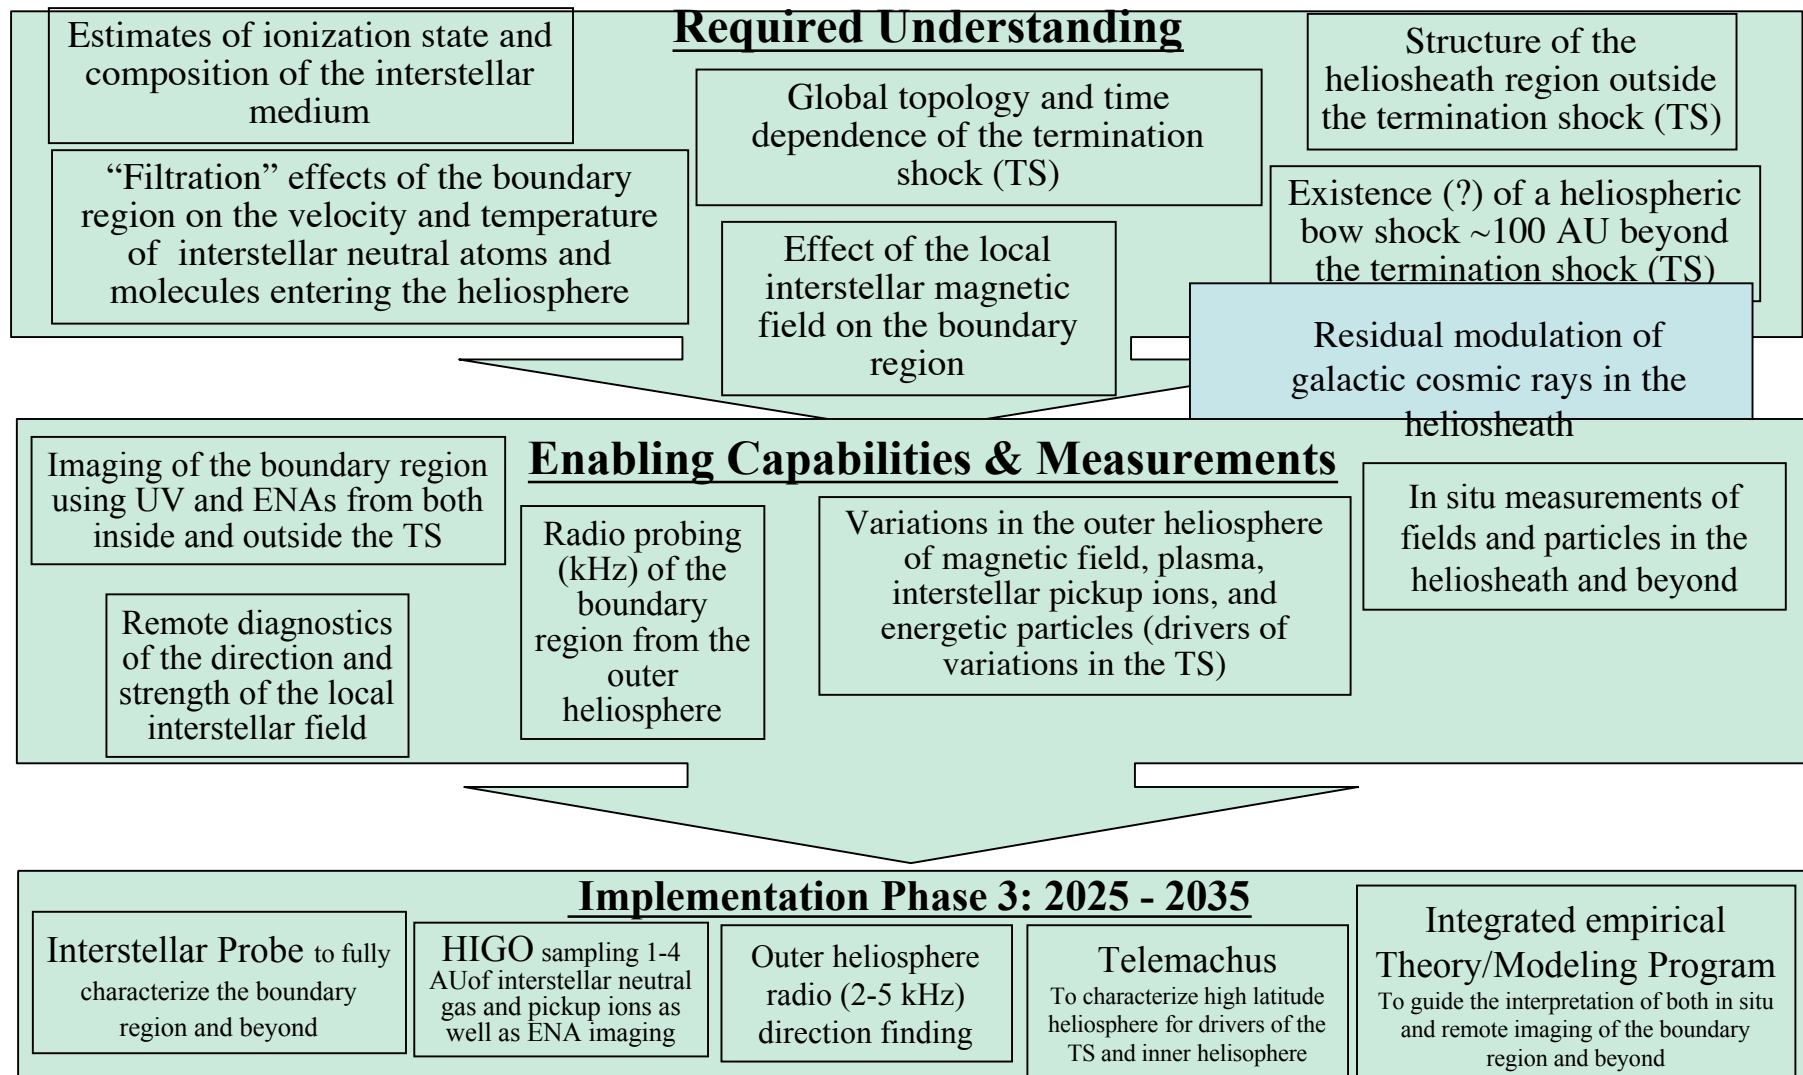 Required Understanding
Estimates of ionization state and
composition of the interstellar
medium
“Filtration” effects of the boundary
region on the velocity and temperature
of interstellar neutral atoms and
molecules entering the heliosphere
Global topology and time
dependence of the termination
shock (TS)
Effect of the local
interstellar magnetic
field on the boundary
region
Structure of the
heliosheath region outside
the termination shock (TS)
Existence (?) of a heliospheric
bow shock ~100 AU beyond
the termination shock (TS)
Residual modulation of
galactic cosmic rays in the
heliosheath
Enabling Capabilities & Measurements
Imaging of the boundary region
using UV and ENAs from both
inside and outside the TS
Remote diagnostics
of the direction and
strength of the local
interstellar field
Radio probing
(kHz) of the
boundary
region from the
outer
heliosphere
Variations in the outer heliosphere
of magnetic field, plasma,
interstellar pickup ions, and
energetic particles (drivers of
variations in the TS)
In situ measurements of
fields and particles in the
heliosheath and beyond
Implementation Phase 3: 2025 - 2035
Interstellar Probe to fully
characterize the boundary
region and beyond
HIGO sampling 1-4
AUof interstellar neutral
gas and pickup ions as
well as ENA imaging
Outer heliosphere
radio (2-5 kHz)
direction finding
Telemachus
To characterize high latitude
heliosphere for drivers of the
TS and inner helisophere
Integrated empirical
Theory/Modeling Program
To guide the interpretation of both in situ
and remote imaging of the boundary
region and beyond